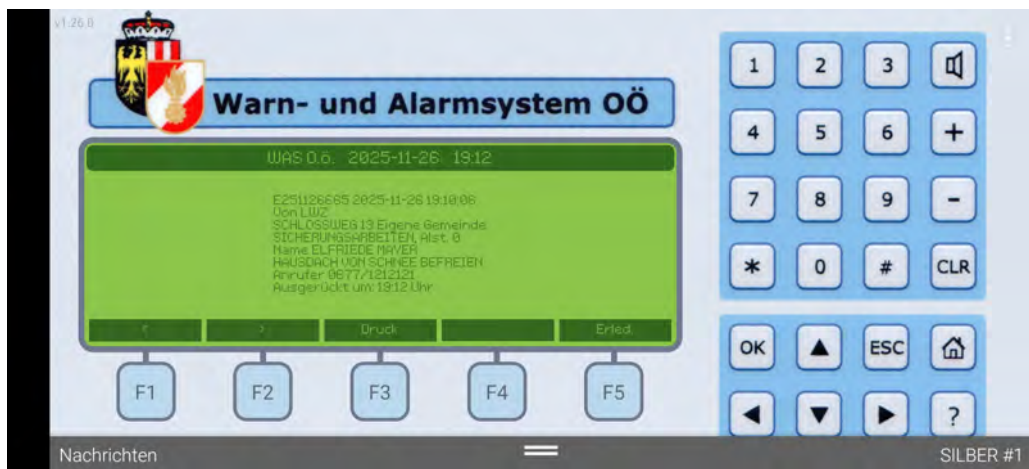 v1.26.0
Warn- und Alarmsystem OÖ
WAS O.ö. 2025-11-26 19:12
E251126665 2025-11-26 19:10:06
Von LWZ
SCHLOSSWEG 13 Eigene Gemeinde
SICHERUNGSARBEITEN, Alst. 0
Name ELFRIEDE MAYER
HAUSDACH VON SCHNEE BEFREIEN
Anrufer 0677/1212121
Ausgerückt um: 19:12 Uhr
< > Druck Erled.
F1 F2 F3 F4 F5
1 2 3
4 5 6 +
7 8 9 -
* 0 # CLR
OK ESC
?
Nachrichten SILBER #1